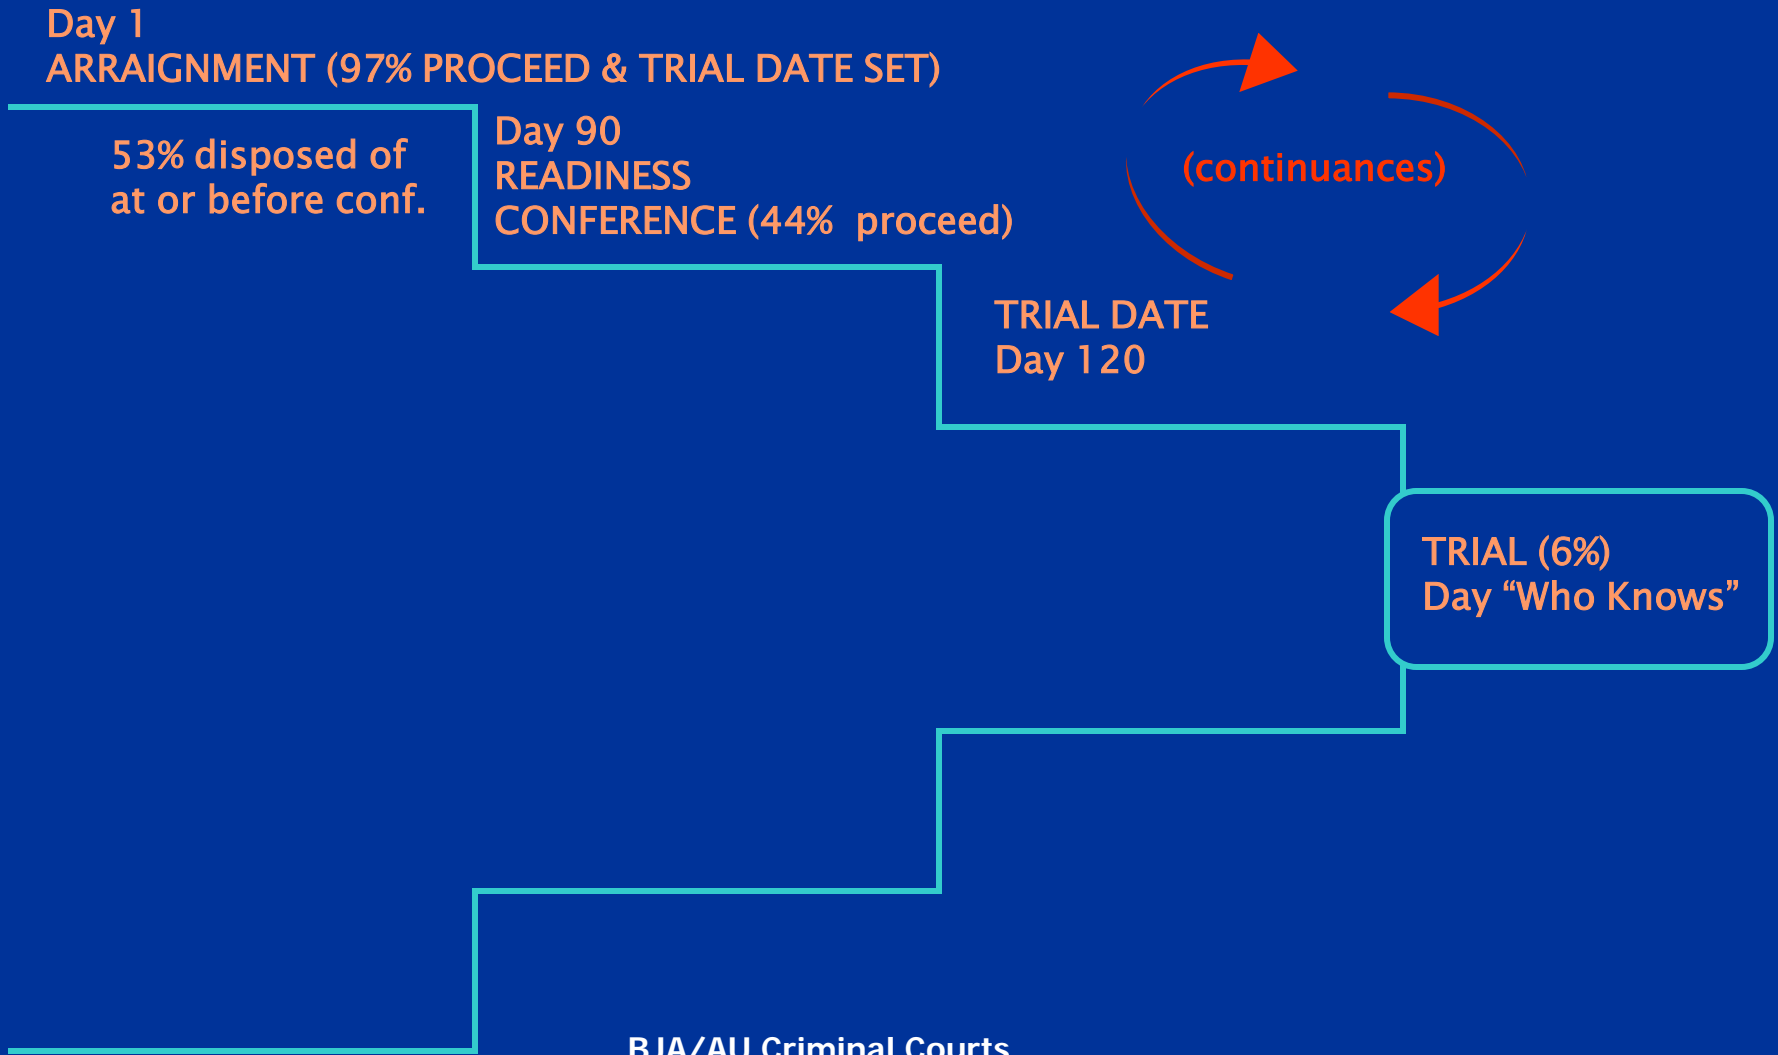 Day 1
ARRAIGNMENT (97% PROCEED & TRIAL DATE SET)
53% disposed of
at or before conf.
Day 90
READINESS
CONFERENCE (44% proceed)
(continuances)
TRIAL DATE
Day 120
TRIAL (6%)
Day “Who Knows”
BJA/AU Criminal Courts